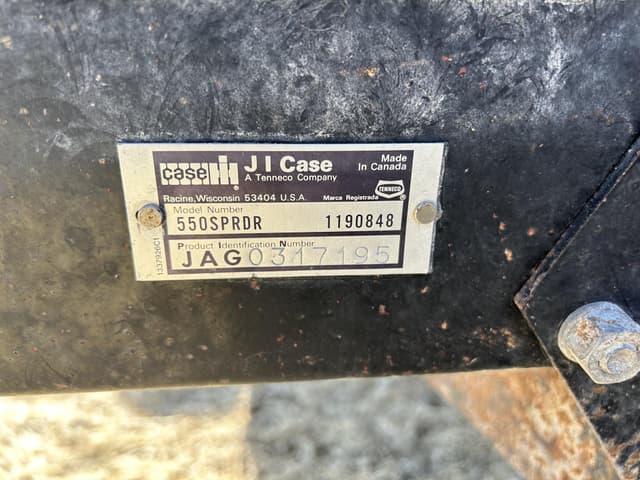 case IH J I Case
A Tenneco Company
Made
in Canada
Racine, Wisconsin 53404 U.S.A. Marca Registrada TENNECO
Model Number
550SPRDR 1190848
Product Identification Number
JAG0317195
1337926C1